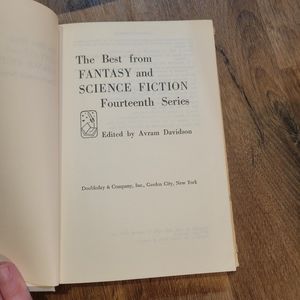 The Best from
FANTASY and
SCIENCE FICTION
Fourteenth Series
Edited by Avram Davidson
Doubleday & Company, Inc., Garden City, New York